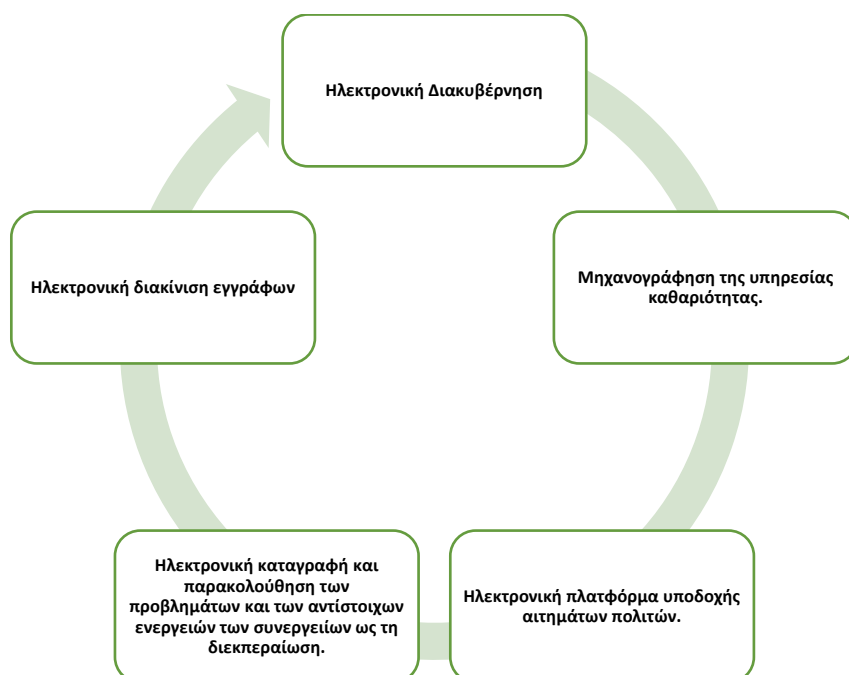 Ηλεκτρονική Διακυβέρνηση
Μηχανογράφηση της υπηρεσίας
καθαριότητας.
Ηλεκτρονική πλατφόρμα υποδοχής
αιτημάτων πολιτών.
Ηλεκτρονική καταγραφή και
παρακολούθηση των
προβλημάτων και των αντίστοιχων
ενεργειών των συνεργείίων ως τη
διεκπεραίωση.
Ηλεκτρονική διακίνιση εγγράφων